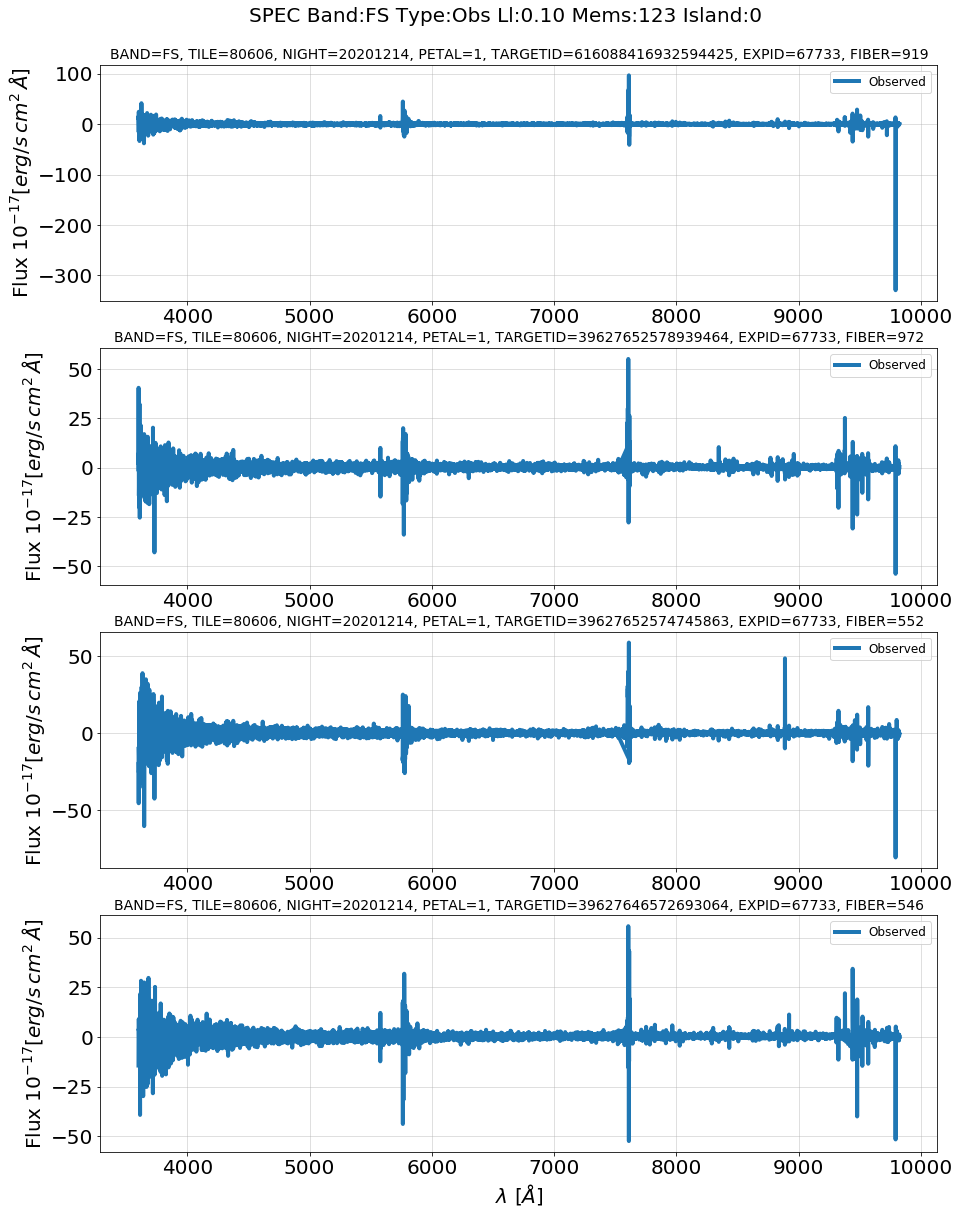 SPEC Band:FS Type:Obs Ll:0.10 Mems:123 Island:0
BAND=FS, TILE=80606, NIGHT=20201214, PETAL=1, TARGETID=616088416932594425, EXPID=67733, FIBER=919
Flux 10^{-17}[erg/s cm^2 Å]
100
0
−100
−200
−300
Observed
4000 5000 6000 7000 8000 9000 10000
BAND=FS, TILE=80606, NIGHT=20201214, PETAL=1, TARGETID=39627652578939464, EXPID=67733, FIBER=972
Flux 10^{-17}[erg/s cm^2 Å]
50
25
0
−25
−50
Observed
4000 5000 6000 7000 8000 9000 10000
BAND=FS, TILE=80606, NIGHT=20201214, PETAL=1, TARGETID=39627652574745863, EXPID=67733, FIBER=552
Flux 10^{-17}[erg/s cm^2 Å]
50
0
−50
Observed
4000 5000 6000 7000 8000 9000 10000
BAND=FS, TILE=80606, NIGHT=20201214, PETAL=1, TARGETID=39627646572693064, EXPID=67733, FIBER=546
Flux 10^{-17}[erg/s cm^2 Å]
50
25
0
−25
−50
Observed
4000 5000 6000 7000 8000 9000 10000
λ [Å]